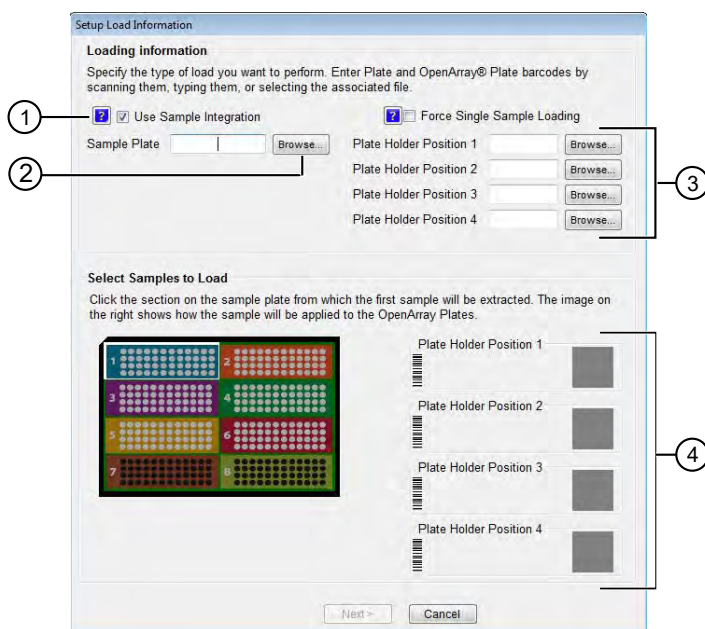 Setup Load Information
Loading information
Specify the type of load you want to perform. Enter Plate and OpenArray® Plate barcodes by
scanning them, typing them, or selecting the associated file.
1
? Use Sample Integration
? Force Single Sample Loading
Sample Plate
Browse...
Plate Holder Position 1
Browse...
2
Plate Holder Position 2
Browse...
3
Plate Holder Position 3
Browse...
Plate Holder Position 4
Browse...
Select Samples to Load
Click the section on the sample plate from which the first sample will be extracted. The image on
the right shows how the sample will be applied to the OpenArray Plates.
1
2
3
4
5
6
7
8
Plate Holder Position 1
Plate Holder Position 2
Plate Holder Position 3
Plate Holder Position 4
4
Next >
Cancel